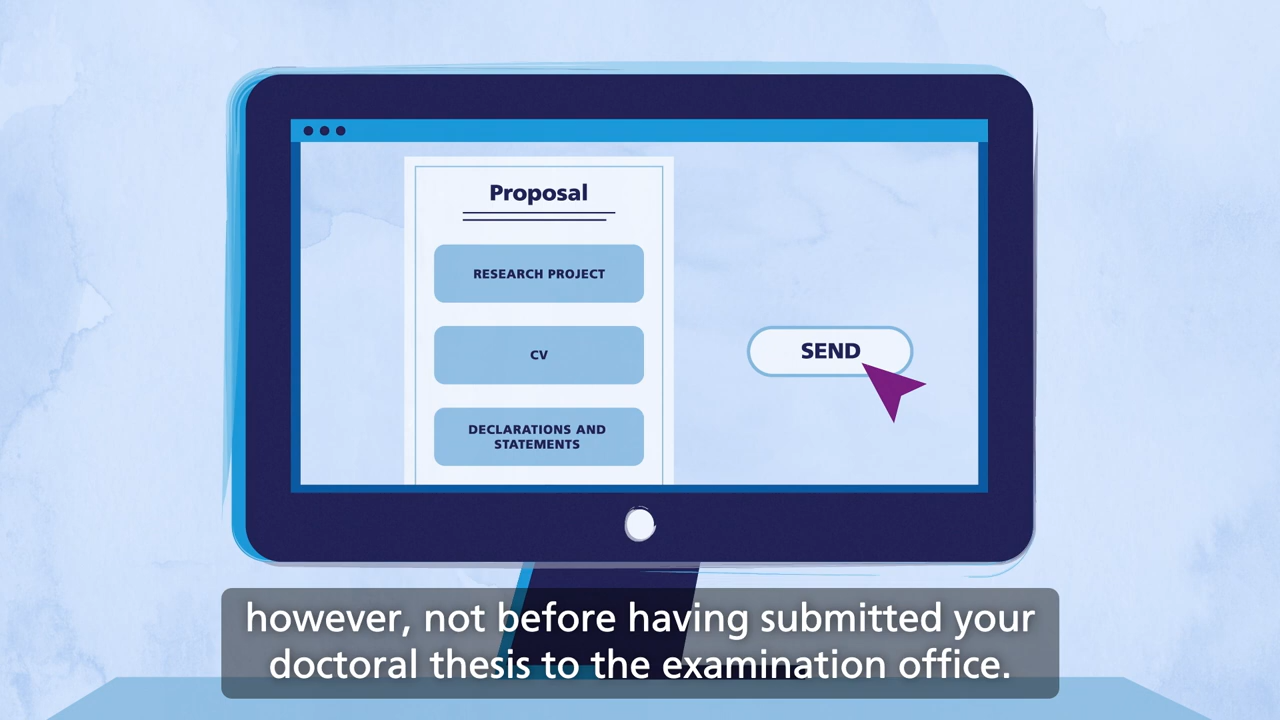 Proposal
RESEARCH PROJECT
CV
DECLARATIONS AND
STATEMENTS
SEND
however, not before having submitted your
doctoral thesis to the examination office.